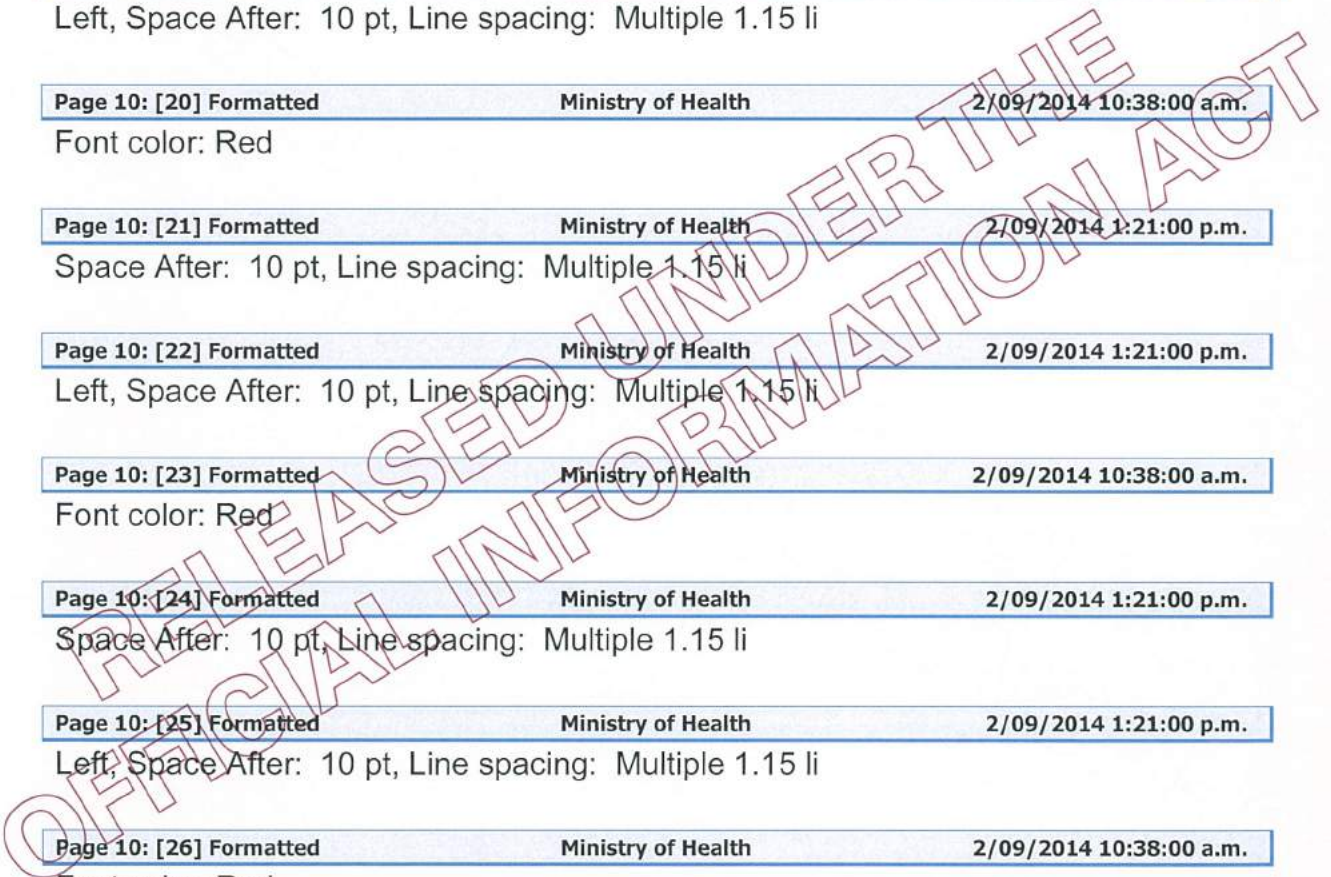 Left, Space After:  10 pt, Line spacing:  Multiple 1.15 li
Page 10: [20] Formatted Ministry of Health 2/09/2014 10:38:00 a.m.
Font color: Red
Page 10: [21] Formatted Ministry of Health 2/09/2014 1:21:00 p.m.
Space After:  10 pt, Line spacing:  Multiple 1.15 li
Page 10: [22] Formatted Ministry of Health 2/09/2014 1:21:00 p.m.
Left, Space After:  10 pt, Line spacing:  Multiple 1.15 li
Page 10: [23] Formatted Ministry of Health 2/09/2014 10:38:00 a.m.
Font color: Red
Page 10: [24] Formatted Ministry of Health 2/09/2014 1:21:00 p.m.
Space After:  10 pt, Line spacing:  Multiple 1.15 li
Page 10: [25] Formatted Ministry of Health 2/09/2014 1:21:00 p.m.
Left, Space After:  10 pt, Line spacing:  Multiple 1.15 li
Page 10: [26] Formatted Ministry of Health 2/09/2014 10:38:00 a.m.
RELEASED UNDER THE
OFFICIAL INFORMATION ACT